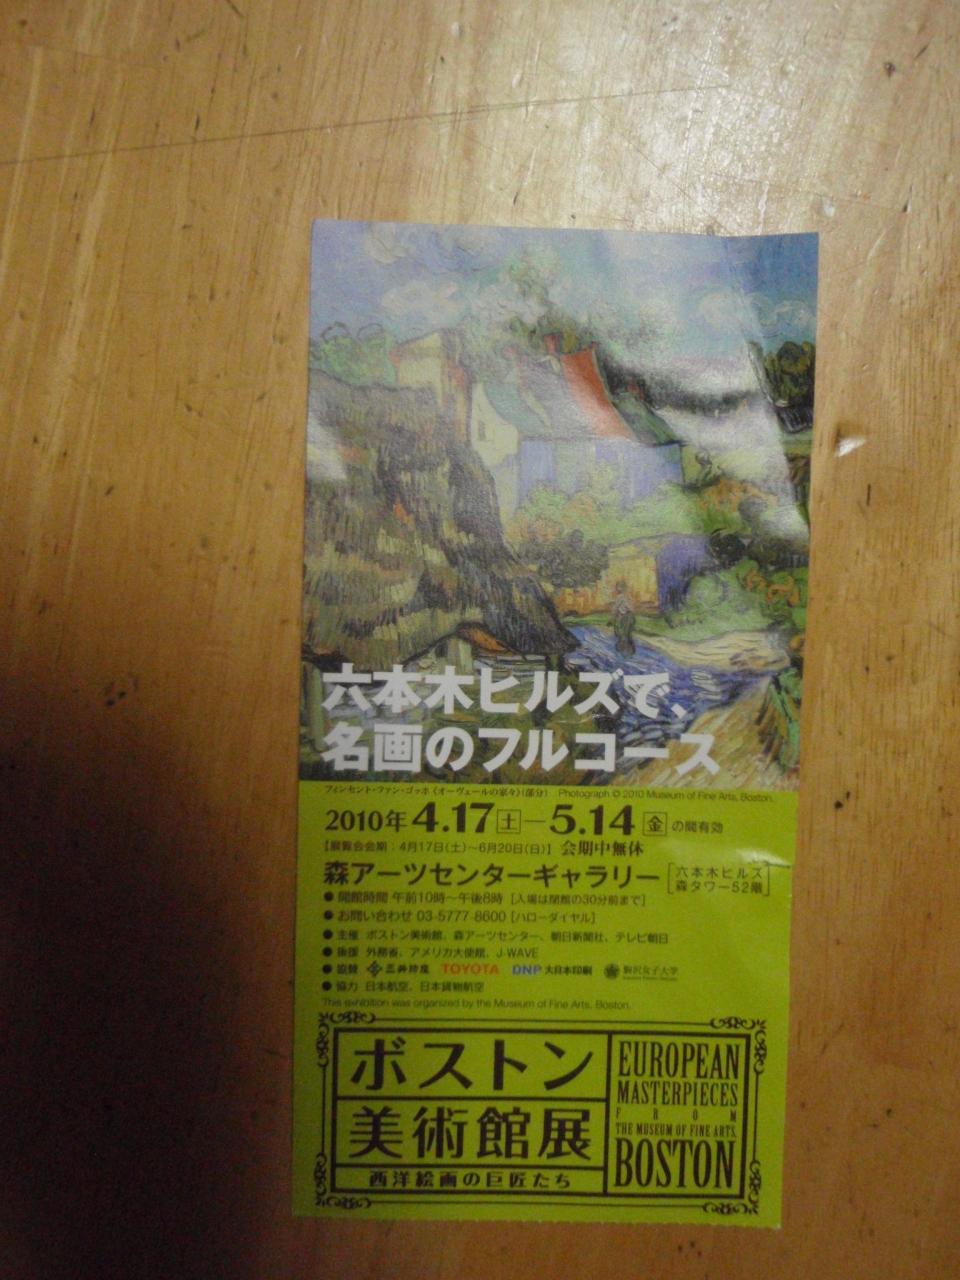 六本木ヒルズで、
名画のフルコース
フィンセント・ファン・ゴッホ《オーヴェールの家々》(部分) Photograph © 2010 Museum of Fine Arts, Boston.
2010年 4.17土—5.14金の間有効
【展覧会会期：4月17日(土)～6月20日(日)】 会期中無休
森アーツセンターギャラリー [六本木ヒルズ 森タワー52階]
●開館時間 午前10時～午後8時 [入場は閉館の30分前まで]
●お問い合わせ 03-5777-8600 [ハローダイヤル]
●主催 ボストン美術館、森アーツセンター、朝日新聞社、テレビ朝日
●後援 外務省、アメリカ大使館、J-WAVE
●協賛 三井物産 TOYOTA DNP 大日本印刷 駒沢女子大学
●協力 日本航空、日本貨物航空
This exhibition was organized by the Museum of Fine Arts, Boston.
ボストン
美術館展
西洋絵画の巨匠たち
EUROPEAN
MASTERPIECES
FROM
THE MUSEUM OF FINE ARTS,
BOSTON